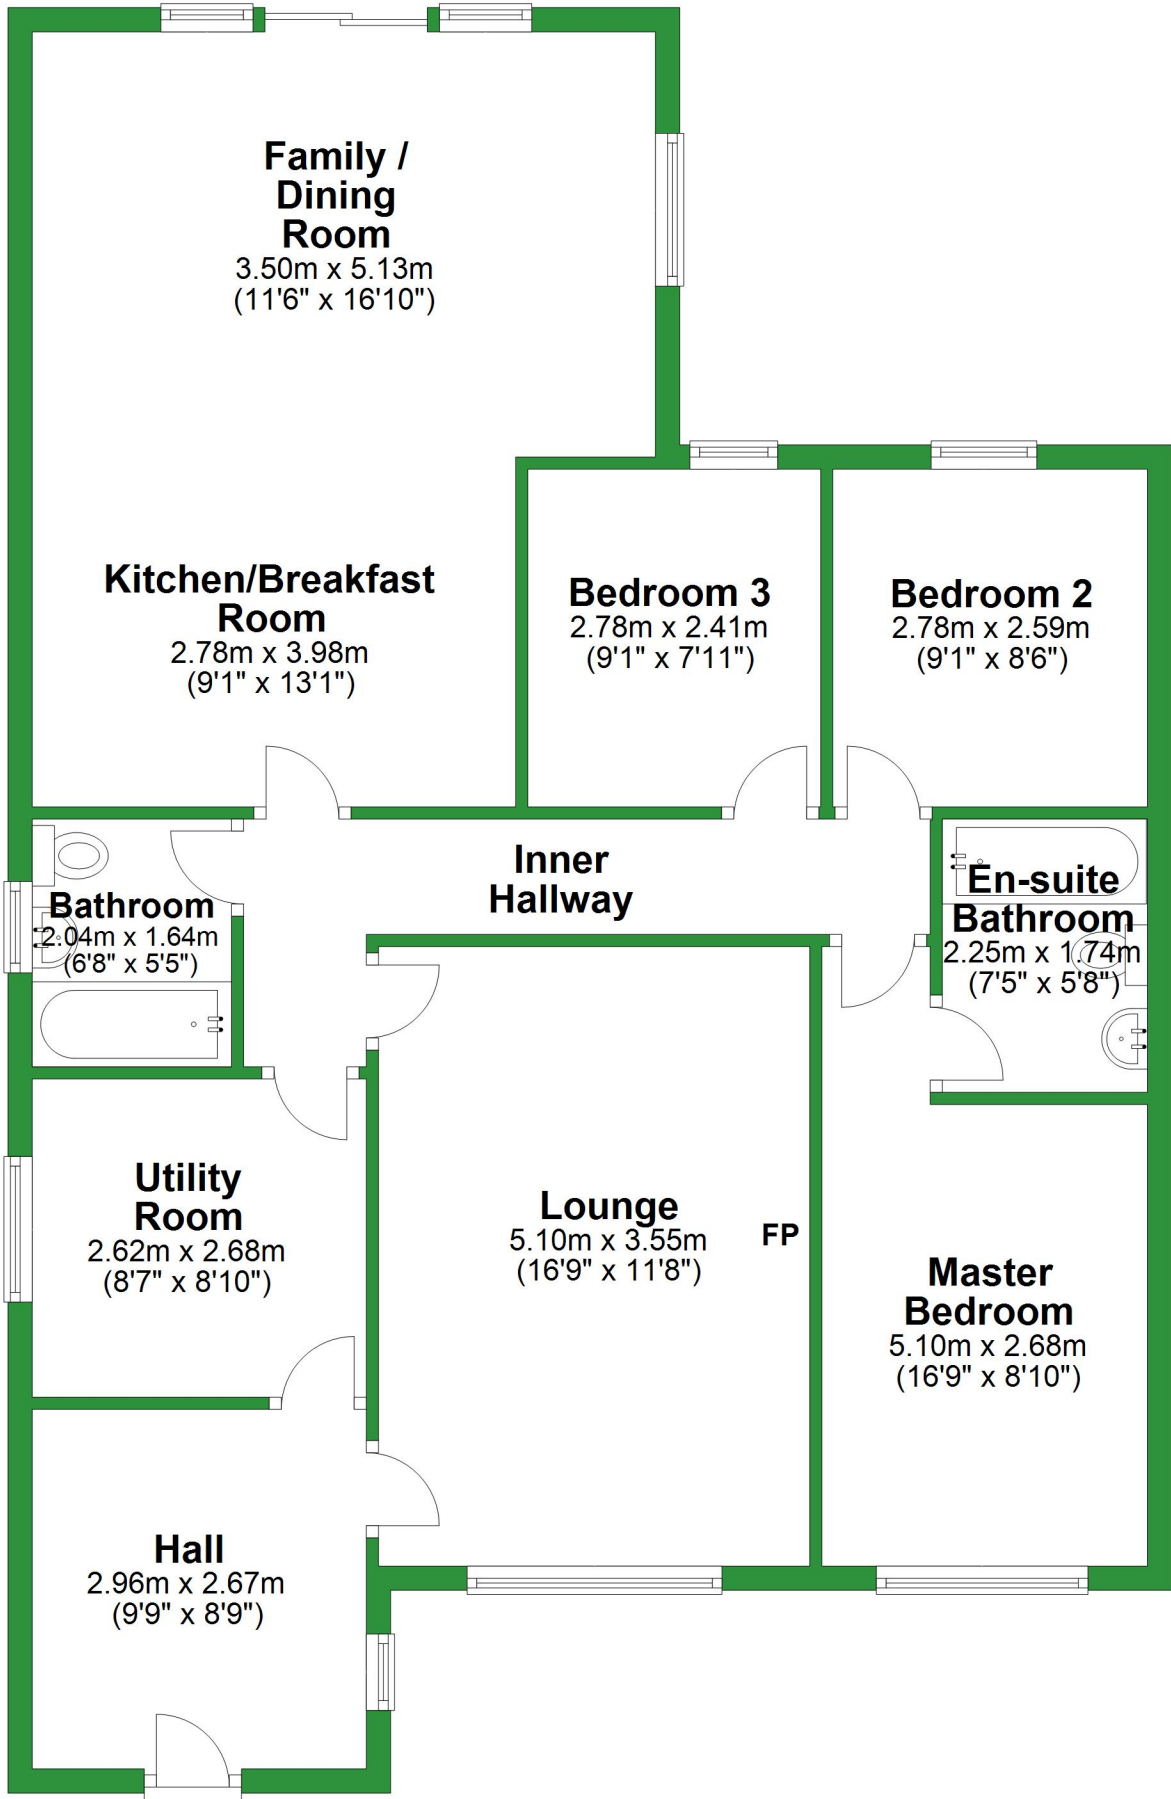 Family /
Dining
Room
3.50m x 5.13m
(11'6" x 16'10")
Kitchen/Breakfast
Room
2.78m x 3.98m
(9'1" x 13'1")
Bedroom 3
2.78m x 2.41m
(9'1" x 7'11")
Bedroom 2
2.78m x 2.59m
(9'1" x 8'6")
Inner
Hallway
Bathroom
2.04m x 1.64m
(6'8" x 5'5")
En-suite
Bathroom
2.25m x 1.74m
(7'5" x 5'8")
Utility
Room
2.62m x 2.68m
(8'7" x 8'10")
Lounge
5.10m x 3.55m
(16'9" x 11'8")
FP
Master
Bedroom
5.10m x 2.68m
(16'9" x 8'10")
Hall
2.96m x 2.67m
(9'9" x 8'9")